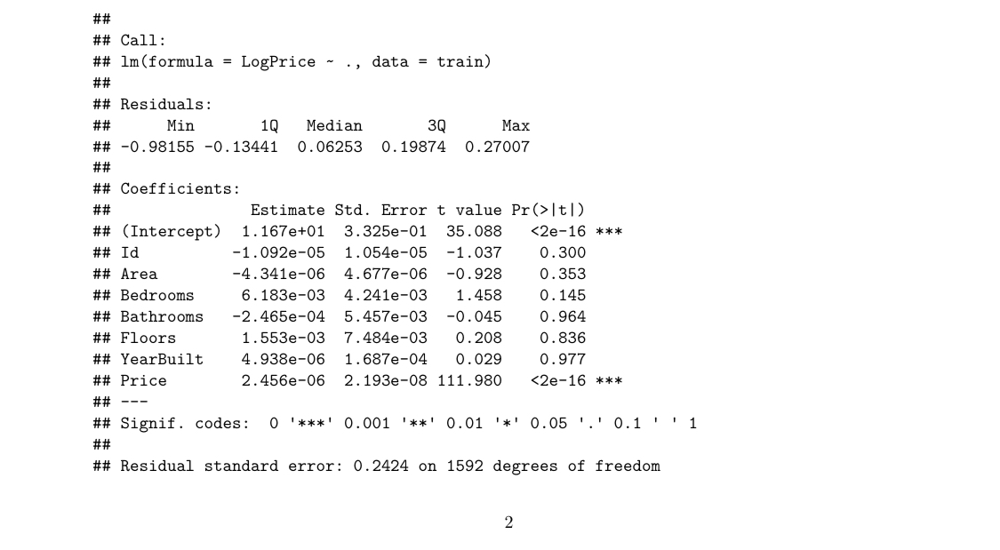 ##
## Call:
## lm(formula = LogPrice ~ ., data = train)
##
## Residuals:
##      Min       1Q   Median       3Q      Max
## -0.98155 -0.13441  0.06253  0.19874  0.27007
##
## Coefficients:
##               Estimate Std. Error t value Pr(>|t|)
## (Intercept)  1.167e+01  3.325e-01  35.088   <2e-16 ***
## Id          -1.092e-05  1.054e-05  -1.037    0.300
## Area        -4.341e-06  4.677e-06  -0.928    0.353
## Bedrooms     6.183e-03  4.241e-03   1.458    0.145
## Bathrooms   -2.465e-04  5.457e-03  -0.045    0.964
## Floors       1.553e-03  7.484e-03   0.208    0.836
## YearBuilt    4.938e-06  1.687e-04   0.029    0.977
## Price        2.456e-06  2.193e-08 111.980   <2e-16 ***
## ---
## Signif. codes:  0 '***' 0.001 '**' 0.01 '*' 0.05 '.' 0.1 ' ' 1
##
## Residual standard error: 0.2424 on 1592 degrees of freedom
2